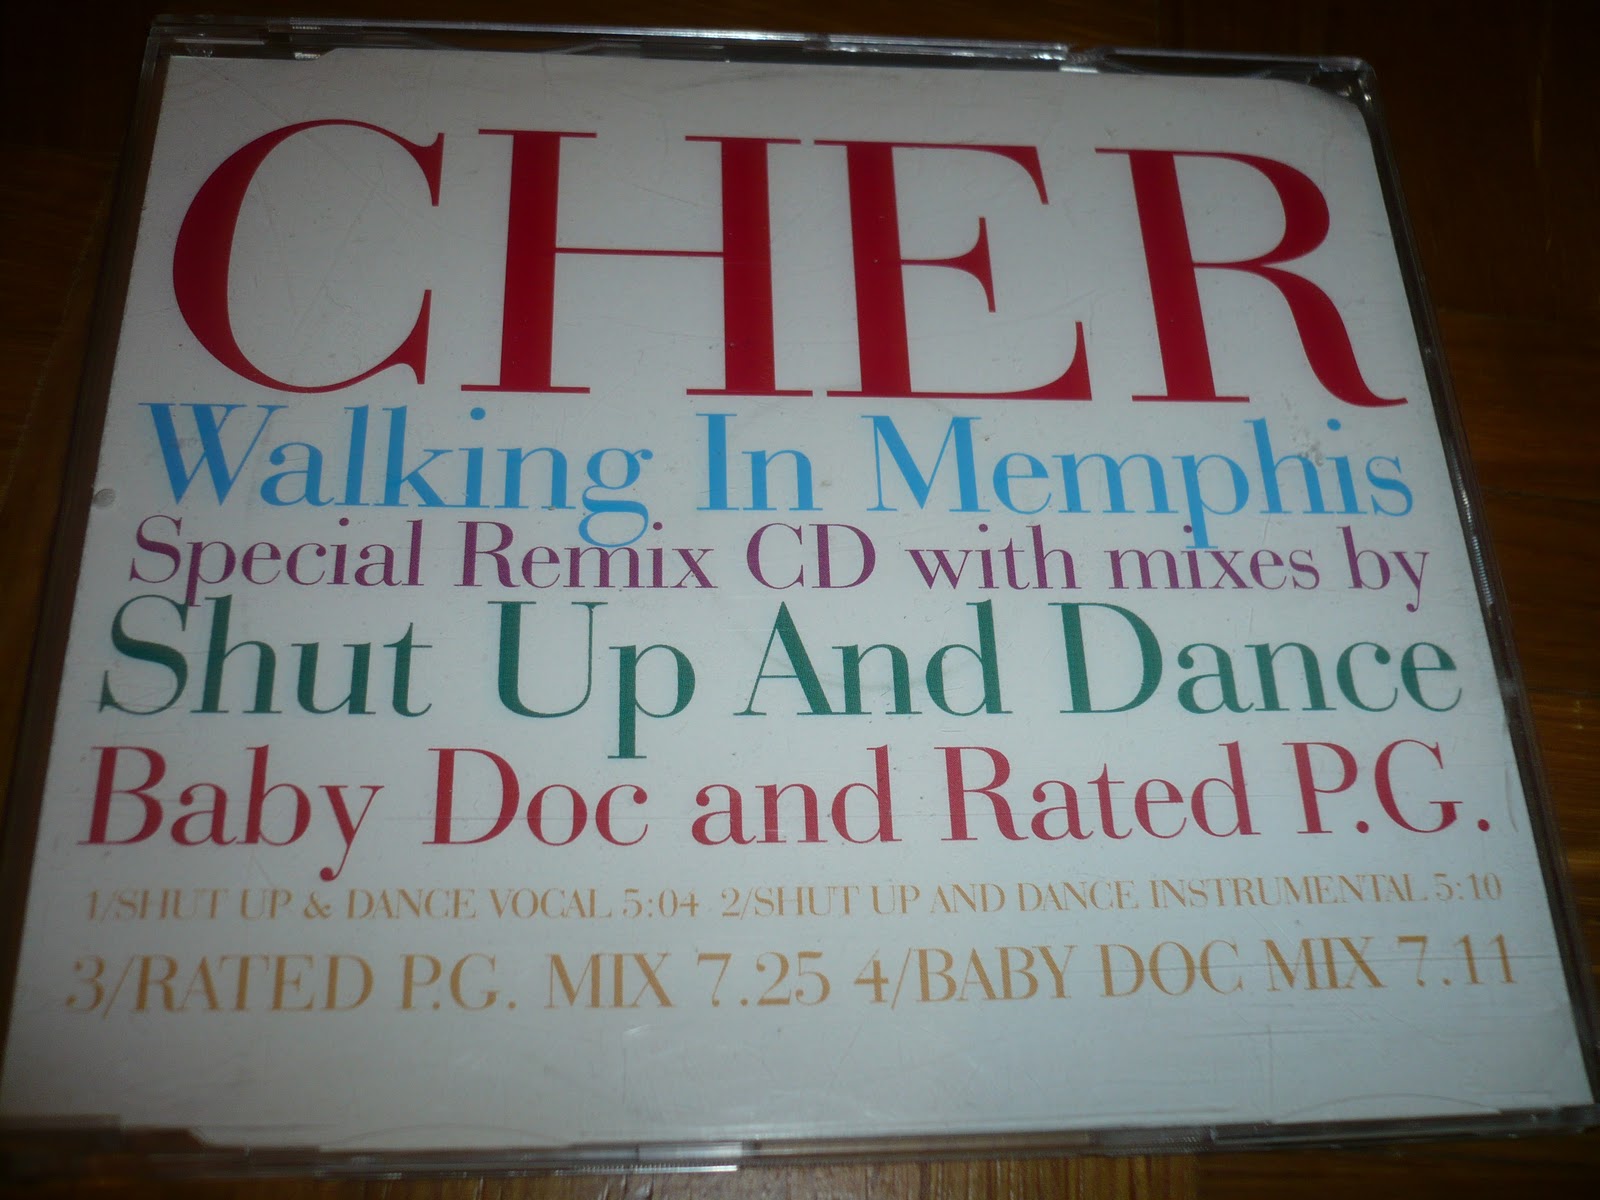 CHER
Walking In Memphis
Special Remix CD with mixes by
Shut Up And Dance
Baby Doc and Rated P.G.
1/SHUT UP & DANCE VOCAL 5:04 2/SHUT UP AND DANCE INSTRUMENTAL 5:10
3/RATED P.G. MIX 7.25 4/BABY DOC MIX 7.11